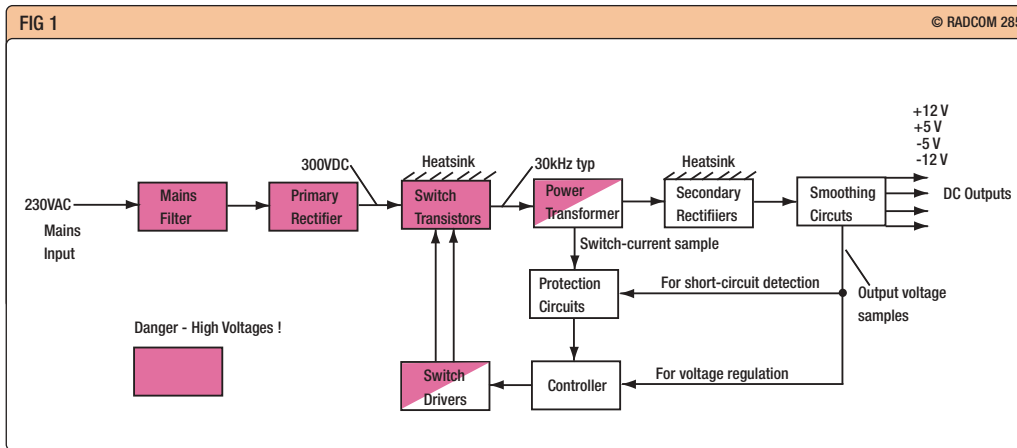 FIG 1
© RADCOM 285
+12 V
+5 V
-5 V
-12 V
300VDC
Heatsink
30kHz typ
Heatsink
230VAC
Mains
Input
Mains
Filter
Primary
Rectifier
Switch
Transistors
Power
Transformer
Secondary
Rectifiiers
Smoothing
Circuts
DC Outputs
Switch-current sample
Protection
Circuits
For short-circuit detection
Output voltage
samples
Danger - High Voltages !
Switch
Drivers
Controller
For voltage regulation